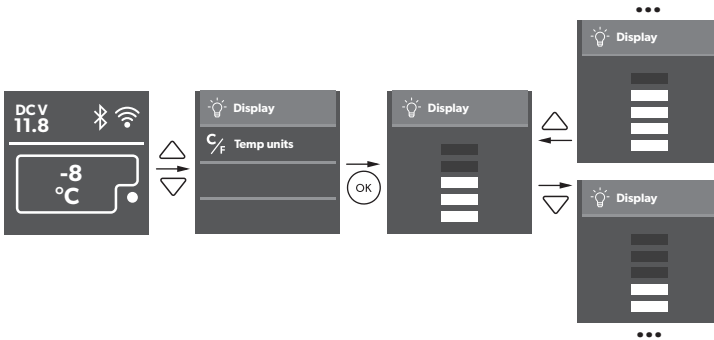 DC V
11.8
-8
°C
Display
C/F Temp units
OK
Display
•••
Display
Display
•••